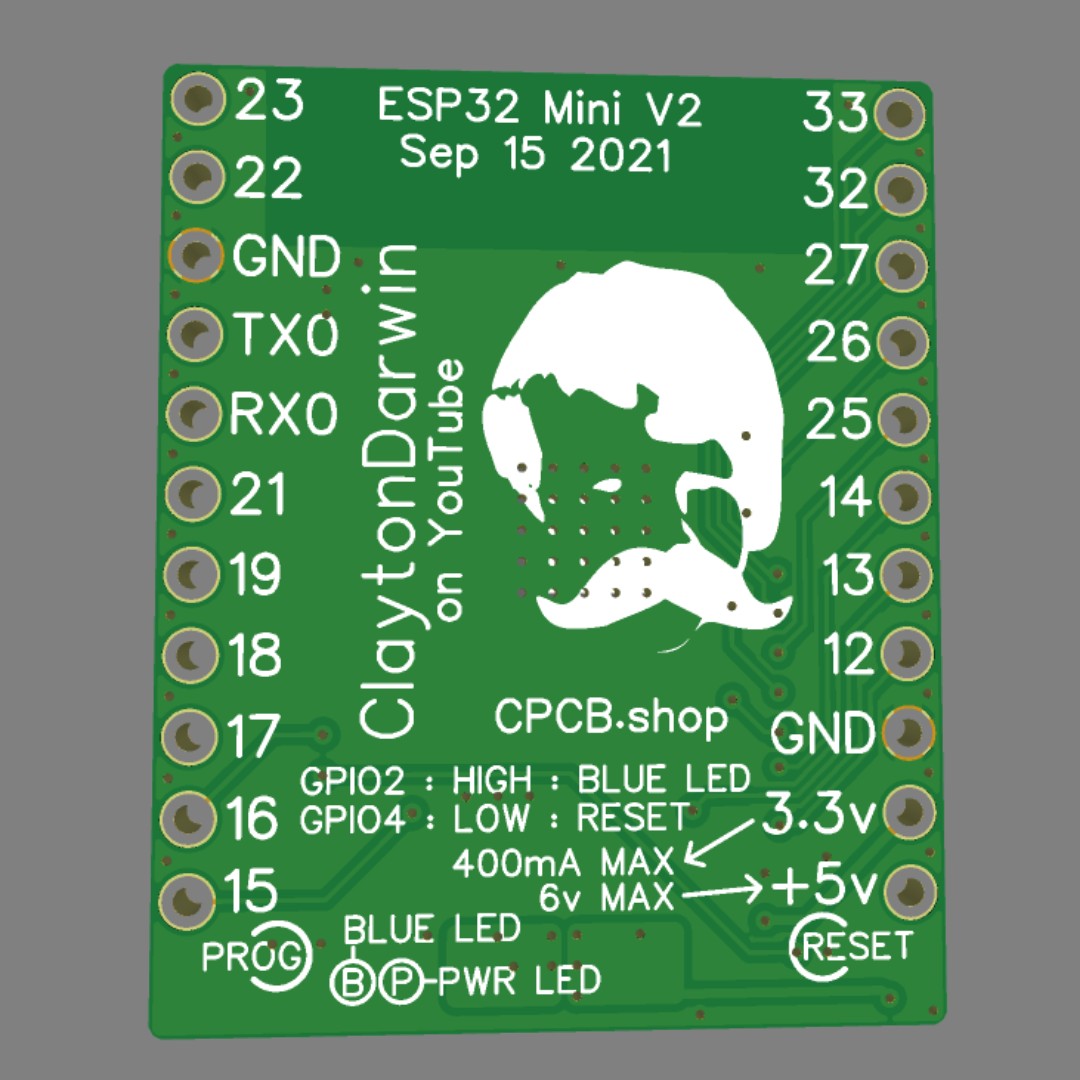 ESP32 Mini V2
Sep 15 2021
23
22
GND
TX0
RX0
21
19
18
17
16
15
ClaytonDarwin
on YouTube
33
32
27
26
25
14
13
12
GND
3.3v
+5v
CPCB.shop
GPIO2 : HIGH : BLUE LED
GPIO4 : LOW : RESET
400mA MAX
6v MAX
PROG
BLUE LED
B P PWR LED
RESET